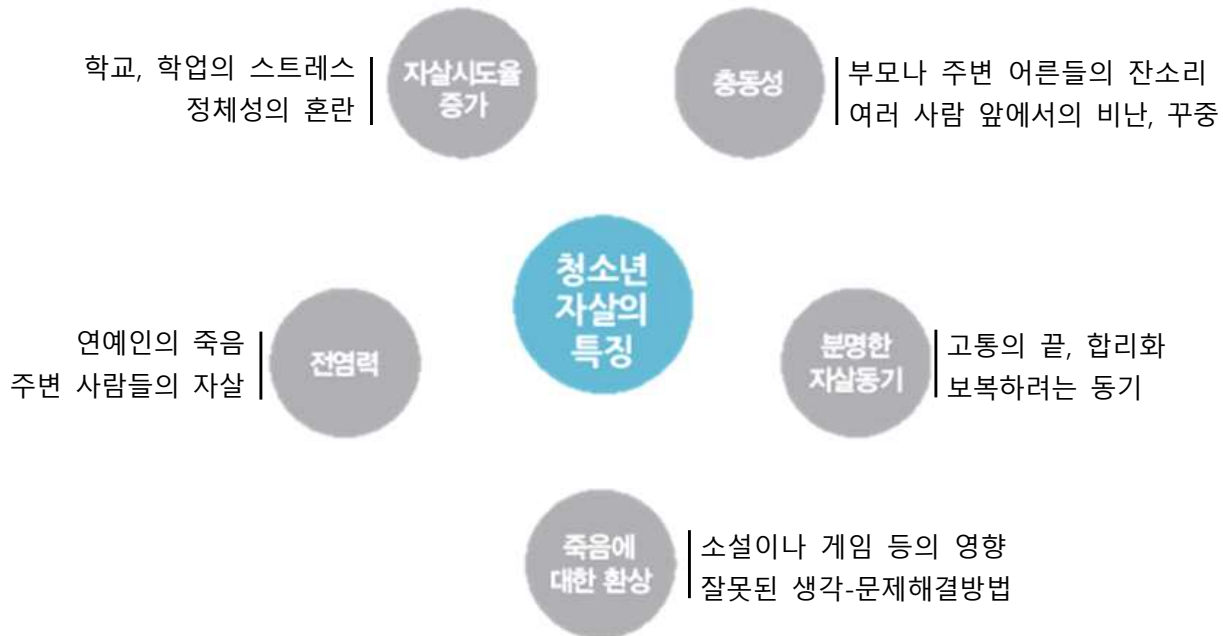 학교, 학업의 스트레스
정체성의 혼란
자살시도율
증가
충동성
부모나 주변 어른들의 잔소리
여러 사람 앞에서의 비난, 꾸중
청소년
자살의
특징
연예인의 죽음
주변 사람들의 자살
전염력
분명한
자살동기
고통의 끝, 합리화
보복하려는 동기
죽음에
대한 환상
소설이나 게임 등의 영향
잘못된 생각-문제해결방법